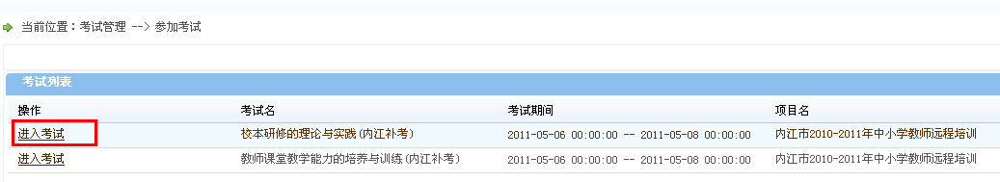 当前位置：考试管理 --> 参加考试
考试列表
操作 考试名 考试期间 项目名
进入考试 校本研修的理论与实践(内江补考) 2011-05-06 00:00:00 -- 2011-05-08 00:00:00 内江市2010-2011年中小学教师远程培训
进入考试 教师课堂教学能力的培养与训练(内江补考) 2011-05-06 00:00:00 -- 2011-05-08 00:00:00 内江市2010-2011年中小学教师远程培训